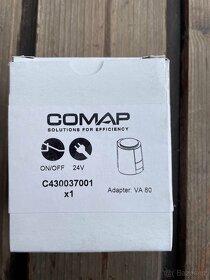 COMAP
SOLUTIONS FOR EFFICIENCY
ON/OFF 24V
C430037001
x1
Adapter: VA 80